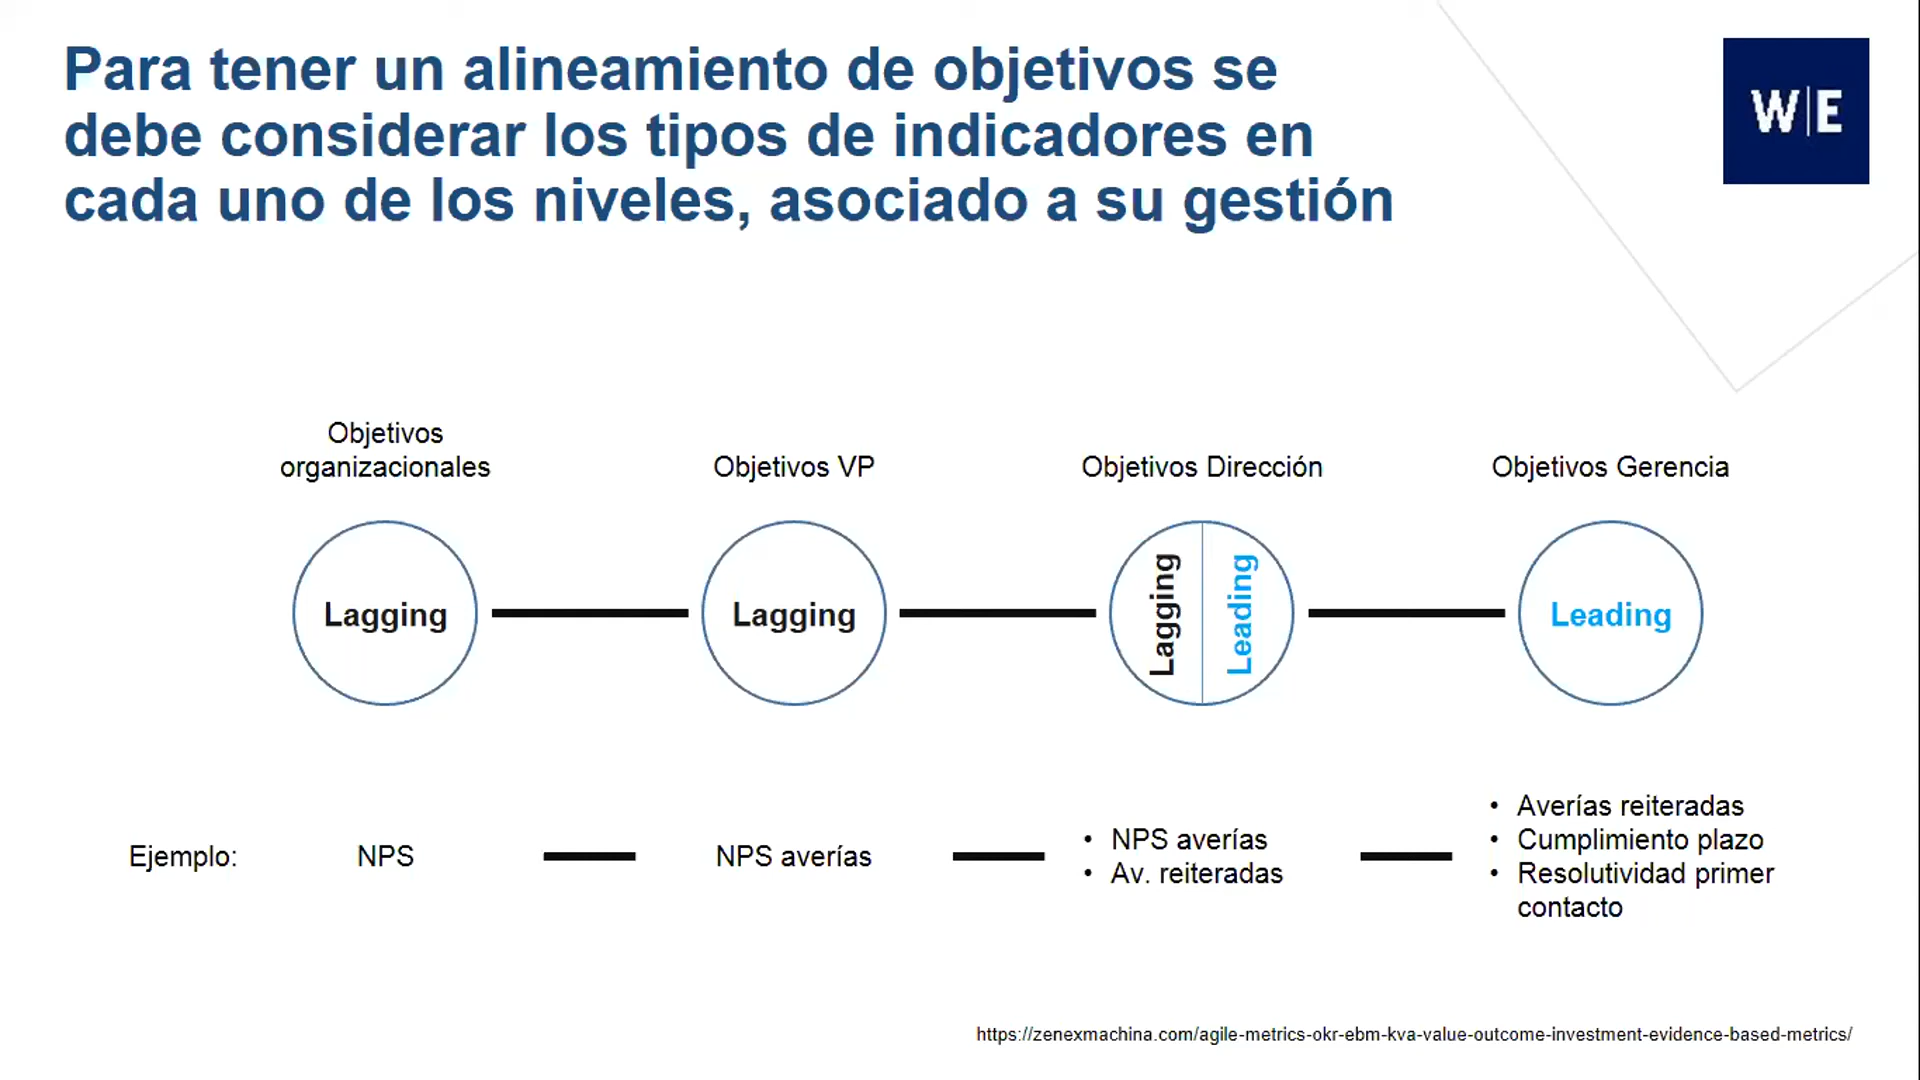 Para tener un alineamiento de objetivos se
debe considerar los tipos de indicadores en
cada uno de los niveles, asociado a su gestión
W|E
Objetivos
organizacionales
Objetivos VP
Objetivos Dirección
Objetivos Gerencia
Lagging
Lagging
Lagging
Leading
Leading
Ejemplo:
NPS
NPS averías
• NPS averías
• Av. reiteradas
• Averías reiteradas
• Cumplimiento plazo
• Resolutividad primer
contacto
https://zenexmachina.com/agile-metrics-okr-ebm-kva-value-outcome-investment-evidence-based-metrics/